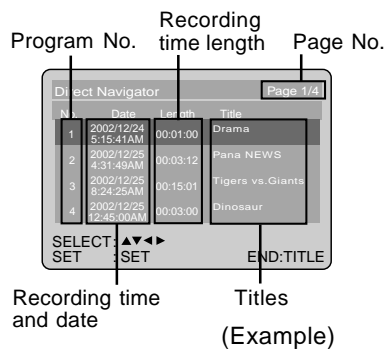 Recording
Program No. time length Page No.
Direct Navigator Page 1/4
No. Date Length Title
1 2002/12/24 5:15:41AM 00:01:00 Drama
2 2002/12/25 4:31:49AM 00:03:12 Pana NEWS
3 2002/12/25 8:24:25AM 00:15:01 Tigers vs.Giants
4 2002/12/25 12:45:00AM 00:03:00 Dinosaur
SELECT: ▲▼◄►
SET : SET END:TITLE
Recording time
and date
Titles
(Example)